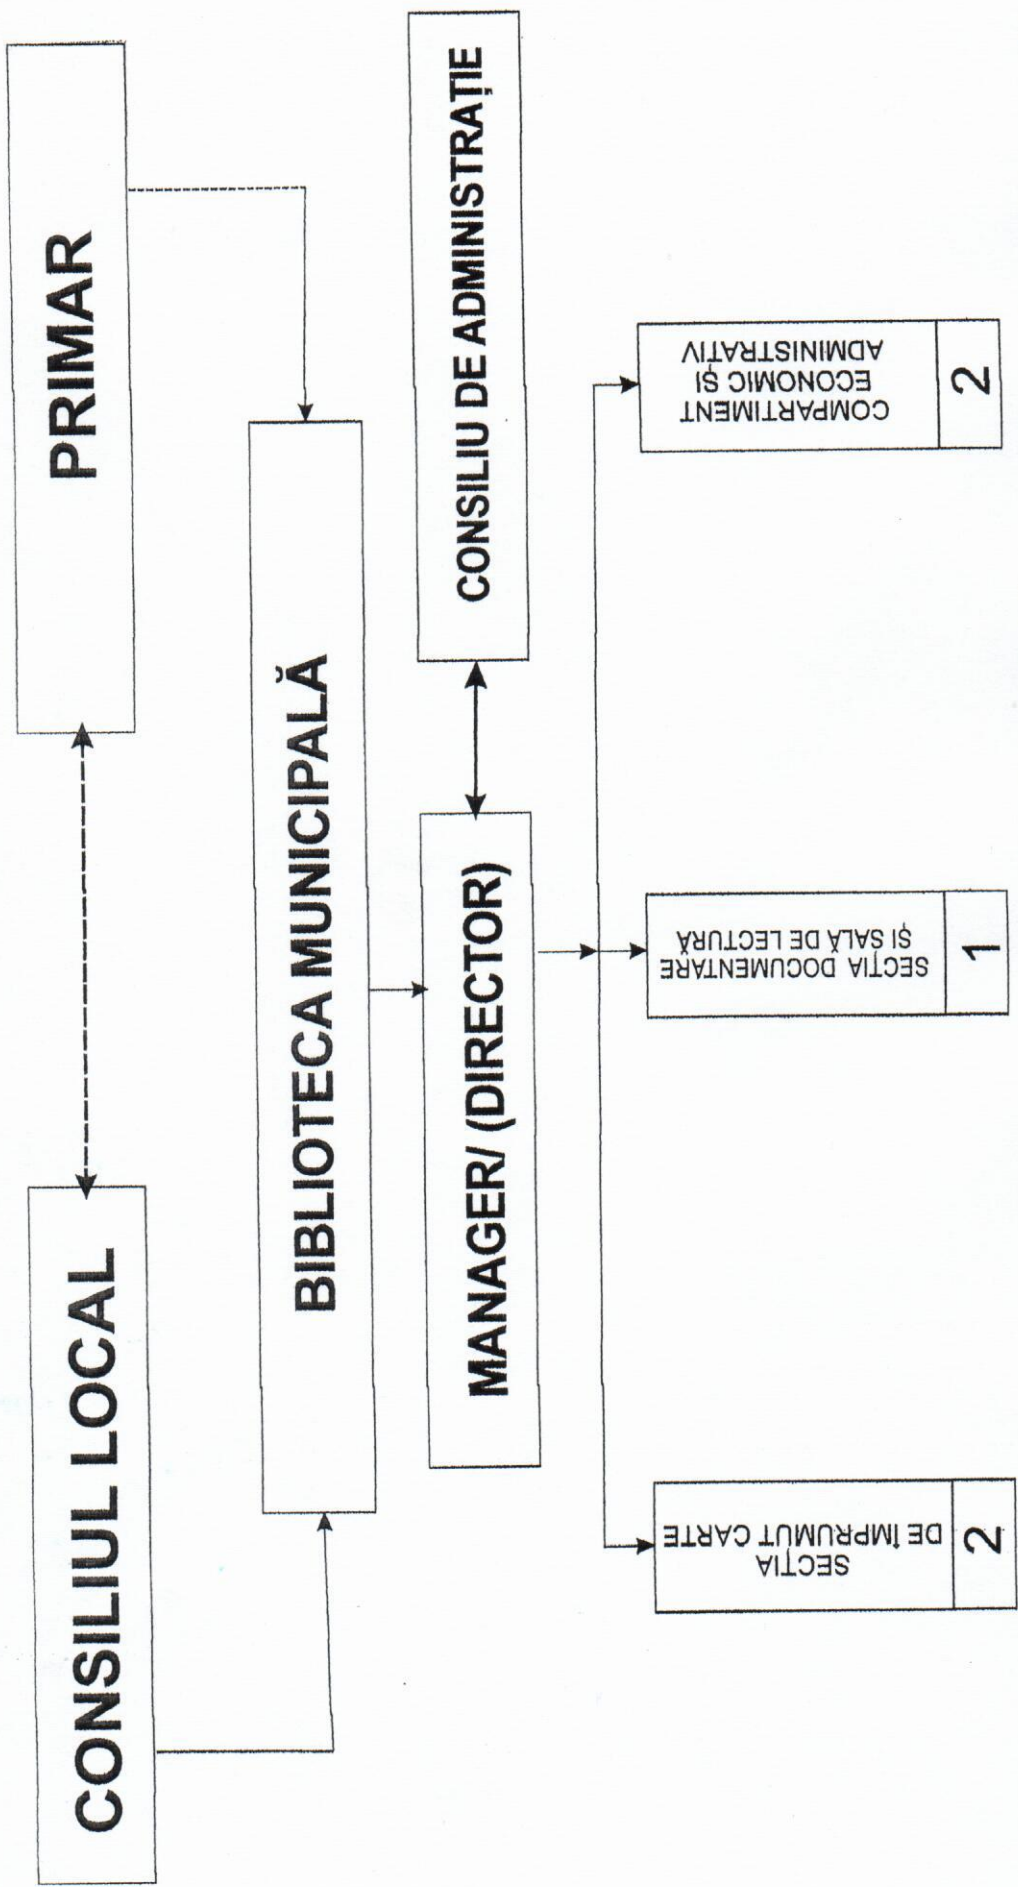 CONSILIUL LOCAL
PRIMAR
BIBLIOTECA MUNICIPALĂ
MANAGER/ (DIRECTOR)
CONSILIU DE ADMINISTRAȚIE
SECȚIA
DE ÎMPRUMUT CARTE
2
SECȚIA DOCUMENTARE
ȘI SALĂ DE LECTURĂ
1
COMPARTIMENT
ECONOMIC ȘI
ADMINISTRATIV
2